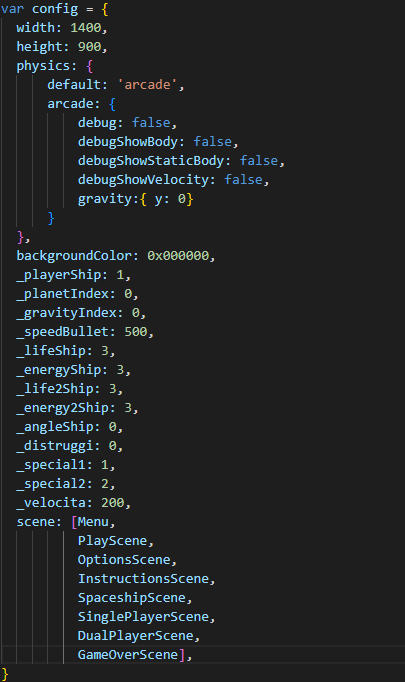 var config = {
width: 1400,
height: 900,
physics: {
default: 'arcade',
arcade: {
debug: false,
debugShowBody: false,
debugShowStaticBody: false,
debugShowVelocity: false,
gravity:{ y: 0}
}
},
backgroundColor: 0x000000,
_playerShip: 1,
_planetIndex: 0,
_gravityIndex: 0,
_speedBullet: 500,
_lifeShip: 3,
_energyShip: 3,
_life2Ship: 3,
_energy2Ship: 3,
_angleShip: 0,
_distruggi: 0,
_special1: 1,
_special2: 2,
_velocita: 200,
scene: [Menu,
PlayScene,
OptionsScene,
InstructionsScene,
SpaceshipScene,
SinglePlayerScene,
DualPlayerScene,
GameOverScene],
}